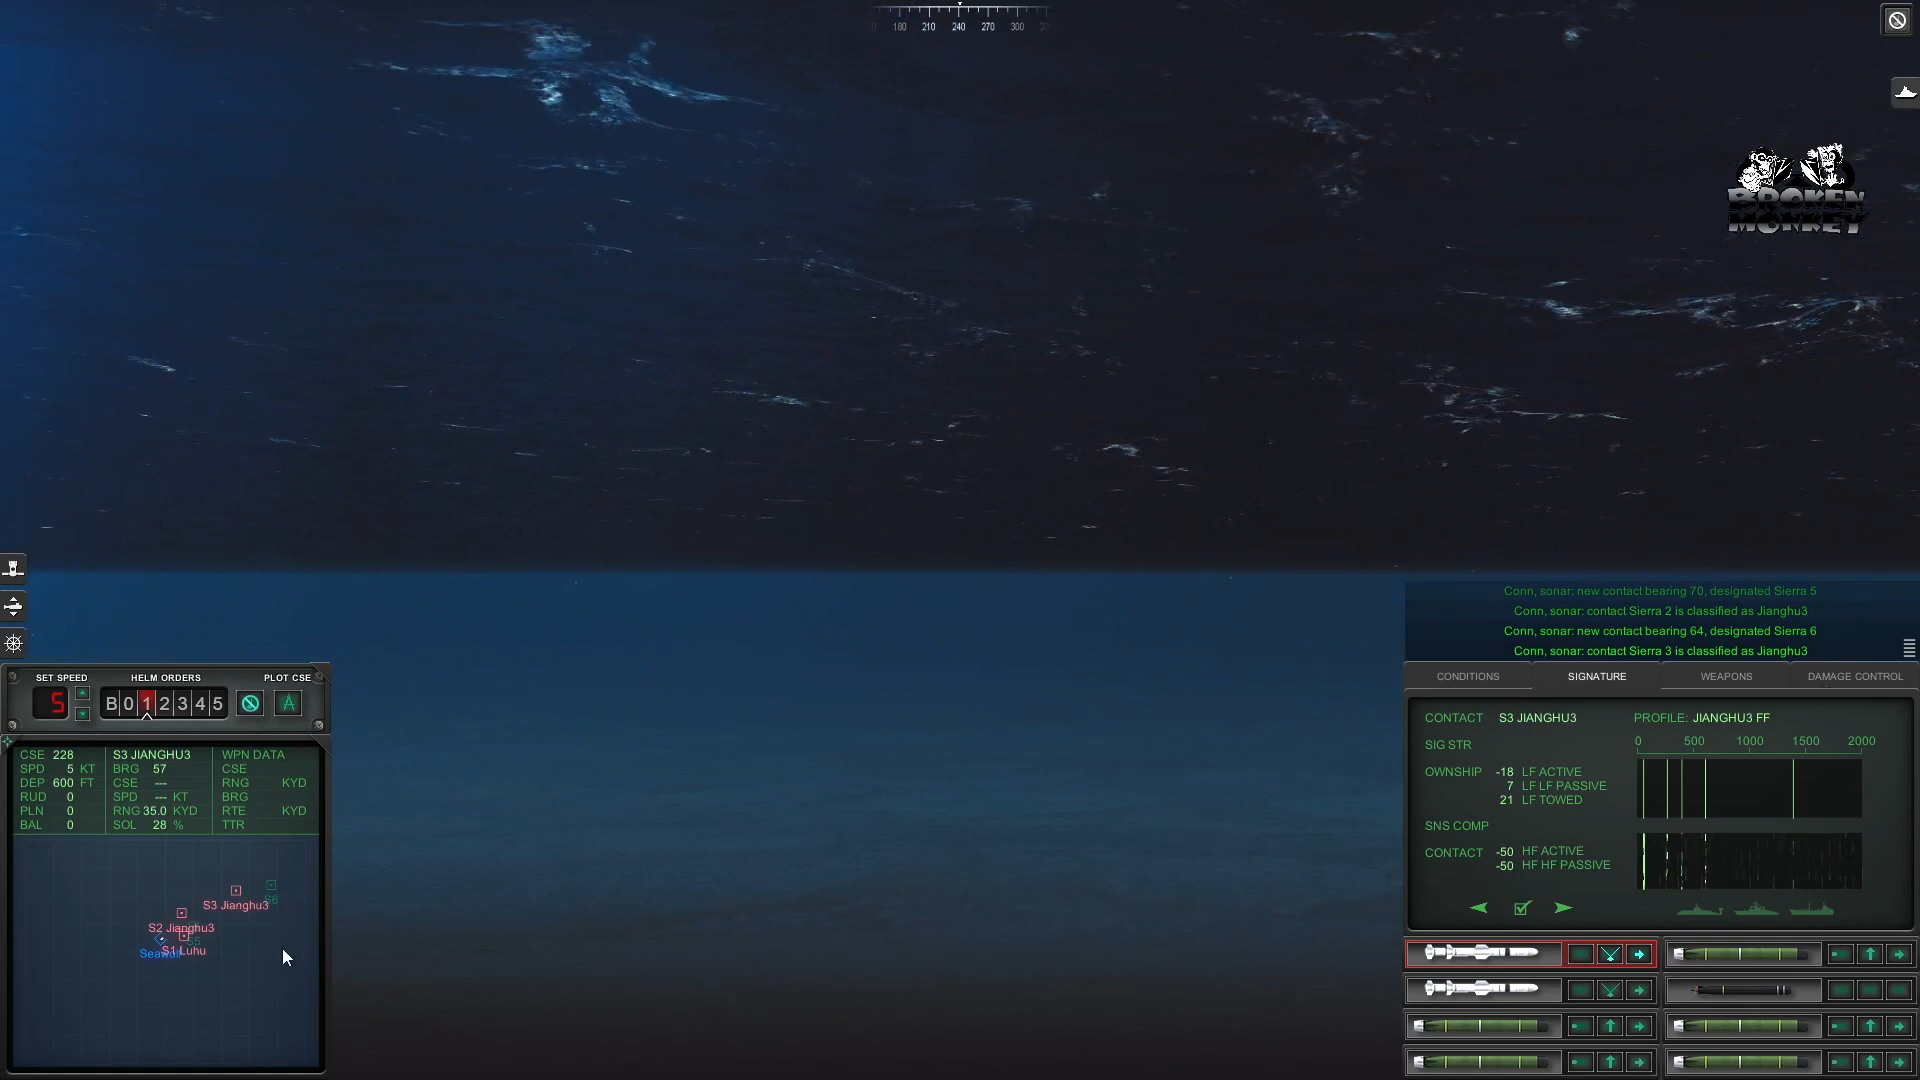 180 210 240 270 300
BROKEN
MONKEY
Conn, sonar: new contact bearing 70, designated Sierra 5
Conn, sonar: contact Sierra 2 is classified as Jianghu3
Conn, sonar: new contact bearing 64, designated Sierra 6
Conn, sonar: contact Sierra 3 is classified as Jianghu3
SET SPEED HELM ORDERS PLOT CSE
5 B 0 1 2 3 4 5
CSE 228 S3 JIANGHU3 WPN DATA
SPD 5 KT BRG 57 CSE
DEP 600 FT CSE --- RNG KYD
RUD 0 SPD --- KT BRG
PLN 0 RNG 35.0 KYD RTE KYD
BAL 0 SOL 28 % TTR
S6
S3 Jianghu3
S2 Jianghu3
S5
S1 Luhu
Seawolf
CONDITIONS SIGNATURE WEAPONS DAMAGE CONTROL
CONTACT S3 JIANGHU3 PROFILE: JIANGHU3 FF
SIG STR 0 500 1000 1500 2000
OWNSHIP -18 LF ACTIVE
7 LF LF PASSIVE
21 LF TOWED
SNS COMP
CONTACT -50 HF ACTIVE
-50 HF HF PASSIVE